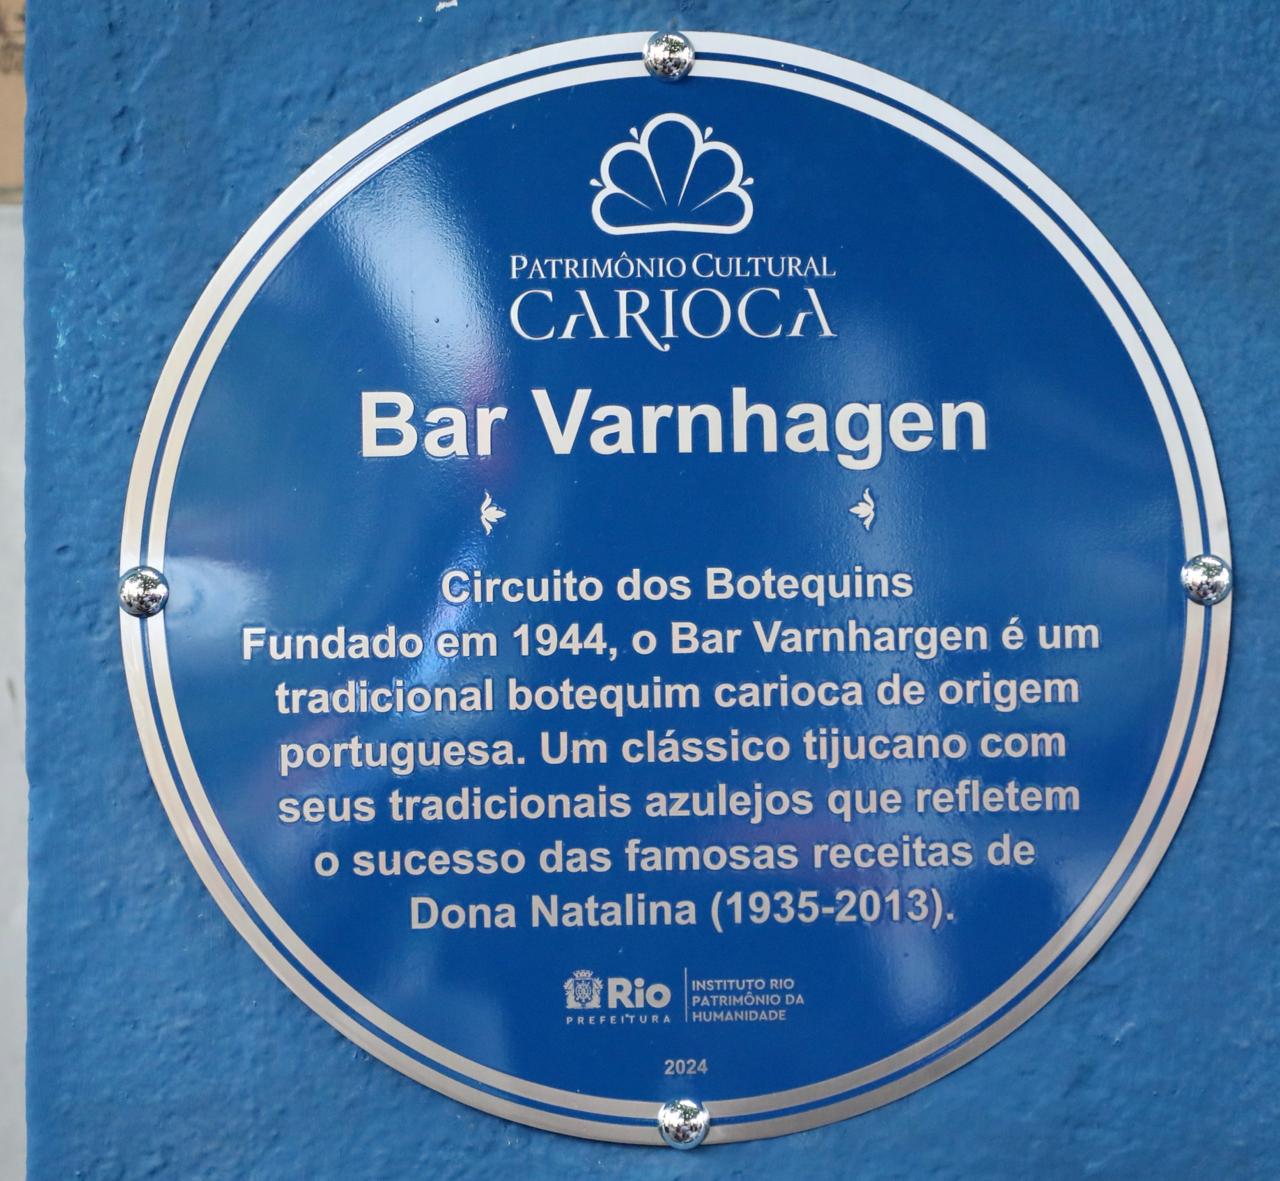 PATRIMÔNIO CULTURAL
CARIOCA
Bar Varnhagen
Circuito dos Botequins
Fundado em 1944, o Bar Varnhargen é um
tradicional botequim carioca de origem
portuguesa. Um clássico tijucano com
seus tradicionais azulejos que refletem
o sucesso das famosas receitas de
Dona Natalina (1935-2013).
Rio
PREFEITURA
INSTITUTO RIO
PATRIMÔNIO DA
HUMANIDADE
2024